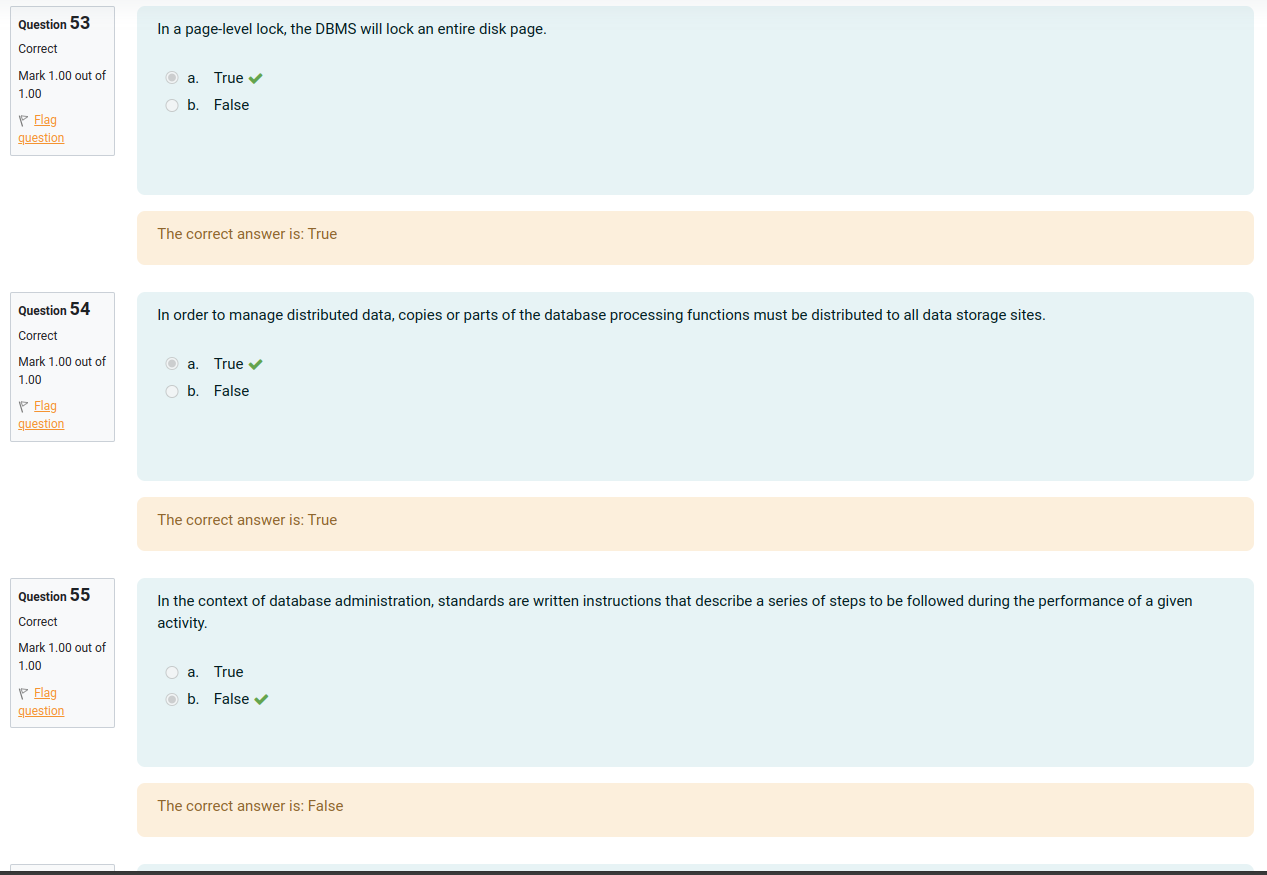 Question 53
Correct
Mark 1.00 out of
1.00
Flag
question
In a page-level lock, the DBMS will lock an entire disk page.
a. True
b. False
The correct answer is: True
Question 54
Correct
Mark 1.00 out of
1.00
Flag
question
In order to manage distributed data, copies or parts of the database processing functions must be distributed to all data storage sites.
a. True
b. False
The correct answer is: True
Question 55
Correct
Mark 1.00 out of
1.00
Flag
question
In the context of database administration, standards are written instructions that describe a series of steps to be followed during the performance of a given
activity.
a. True
b. False
The correct answer is: False